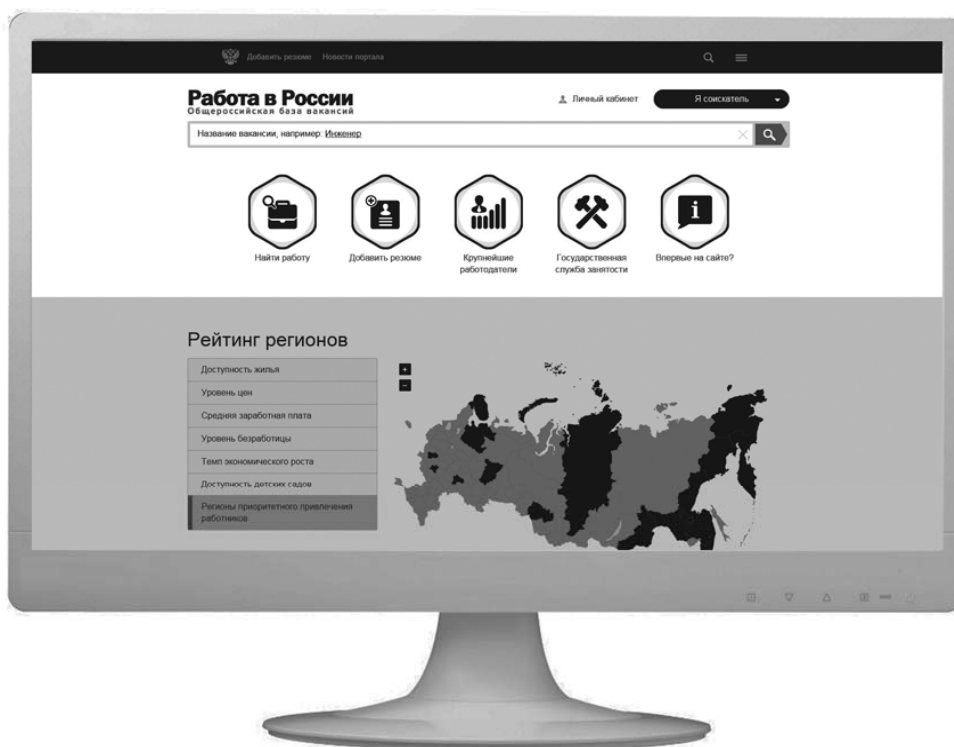 Добавить резюме Новости портала
Работа в России
Общероссийская база вакансий
Личный кабинет
Я соискатель
Название вакансии, например: Инженер
Найти работу
Добавить резюме
Крупнейшие
работодатели
Государственная
служба занятости
Впервые на сайте?
Рейтинг регионов
Доступность жилья
Уровень цен
Средняя заработная плата
Уровень безработицы
Темп экономического роста
Доступность детских садов
Регионы приоритетного привлечения
работников